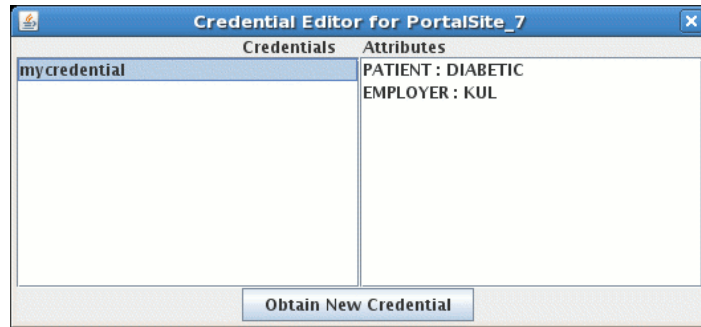 Credential Editor for PortalSite_7
Credentials Attributes
mycredential
PATIENT : DIABETIC
EMPLOYER : KUL
Obtain New Credential